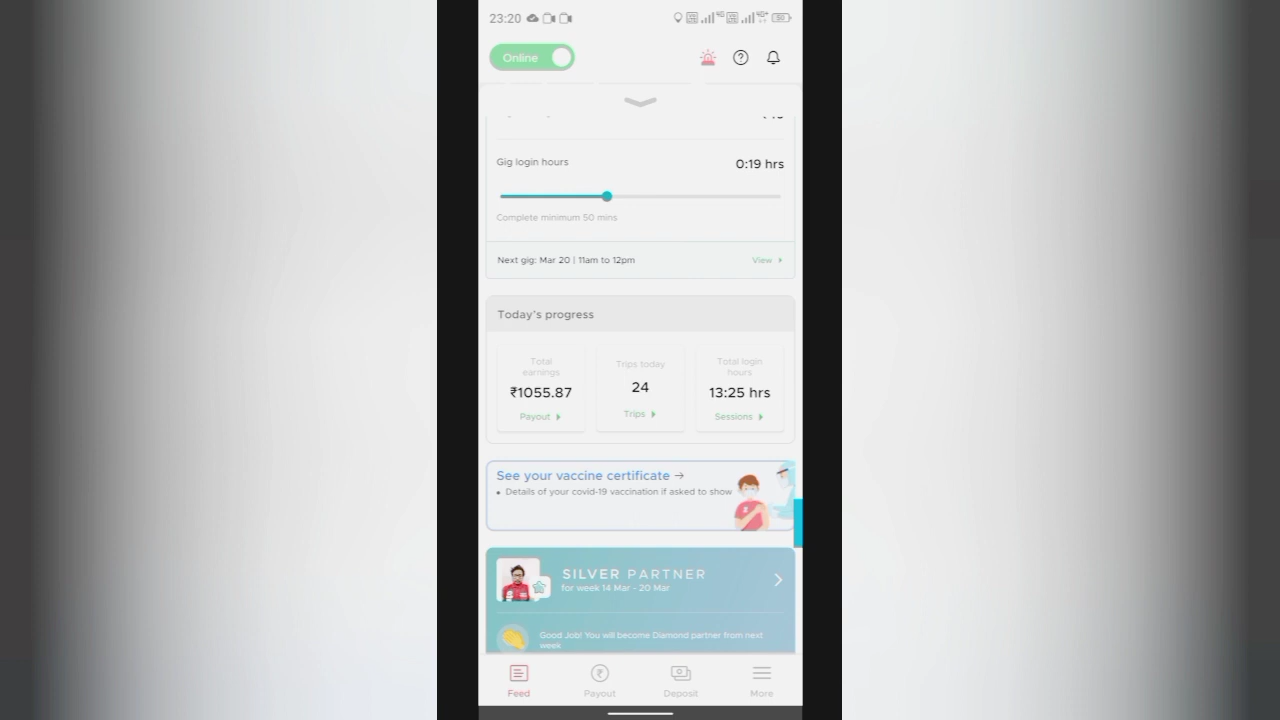 23:20
Online
Gig login hours
0:19 hrs
Complete minimum 50 mins
Next gig: Mar 20 | 11am to 12pm
View
Today's progress
Total earnings
₹1055.87
Payout
Trips today
24
Trips
Total login hours
13:25 hrs
Sessions
See your vaccine certificate →
• Details of your covid-19 vaccination if asked to show
SILVER PARTNER
for week 14 Mar - 20 Mar
Good Job! You will become Diamond partner from next
week
Feed
Payout
Deposit
More